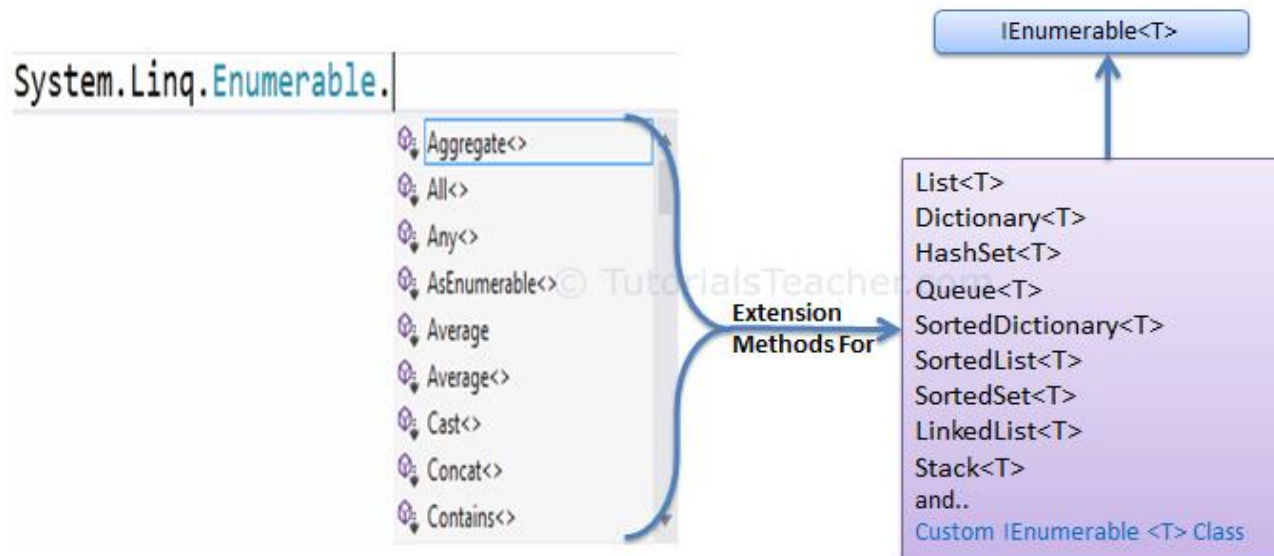 System.Linq.Enumerable.
Aggregate<>
All<>
Any<>
AsEnumerable<>
Average
Average<>
Cast<>
Concat<>
Contains<>
© TutorialsTeacher.com
Extension
Methods For
IEnumerable<T>
List<T>
Dictionary<T>
HashSet<T>
Queue<T>
SortedDictionary<T>
SortedList<T>
SortedSet<T>
LinkedList<T>
Stack<T>
and..
Custom IEnumerable <T> Class